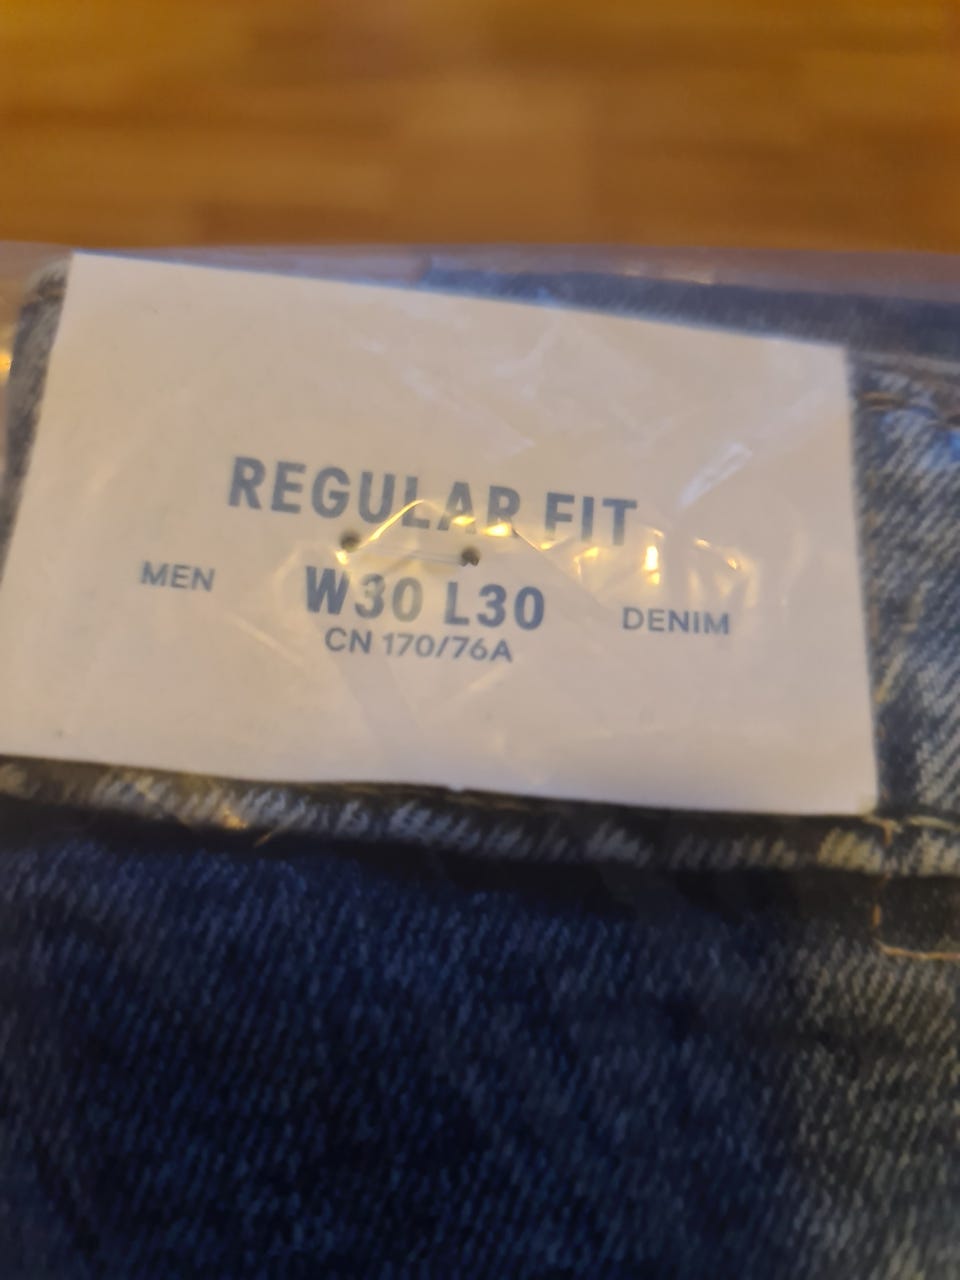 REGULAR FIT
MEN
W30 L30
DENIM
CN 170/76A